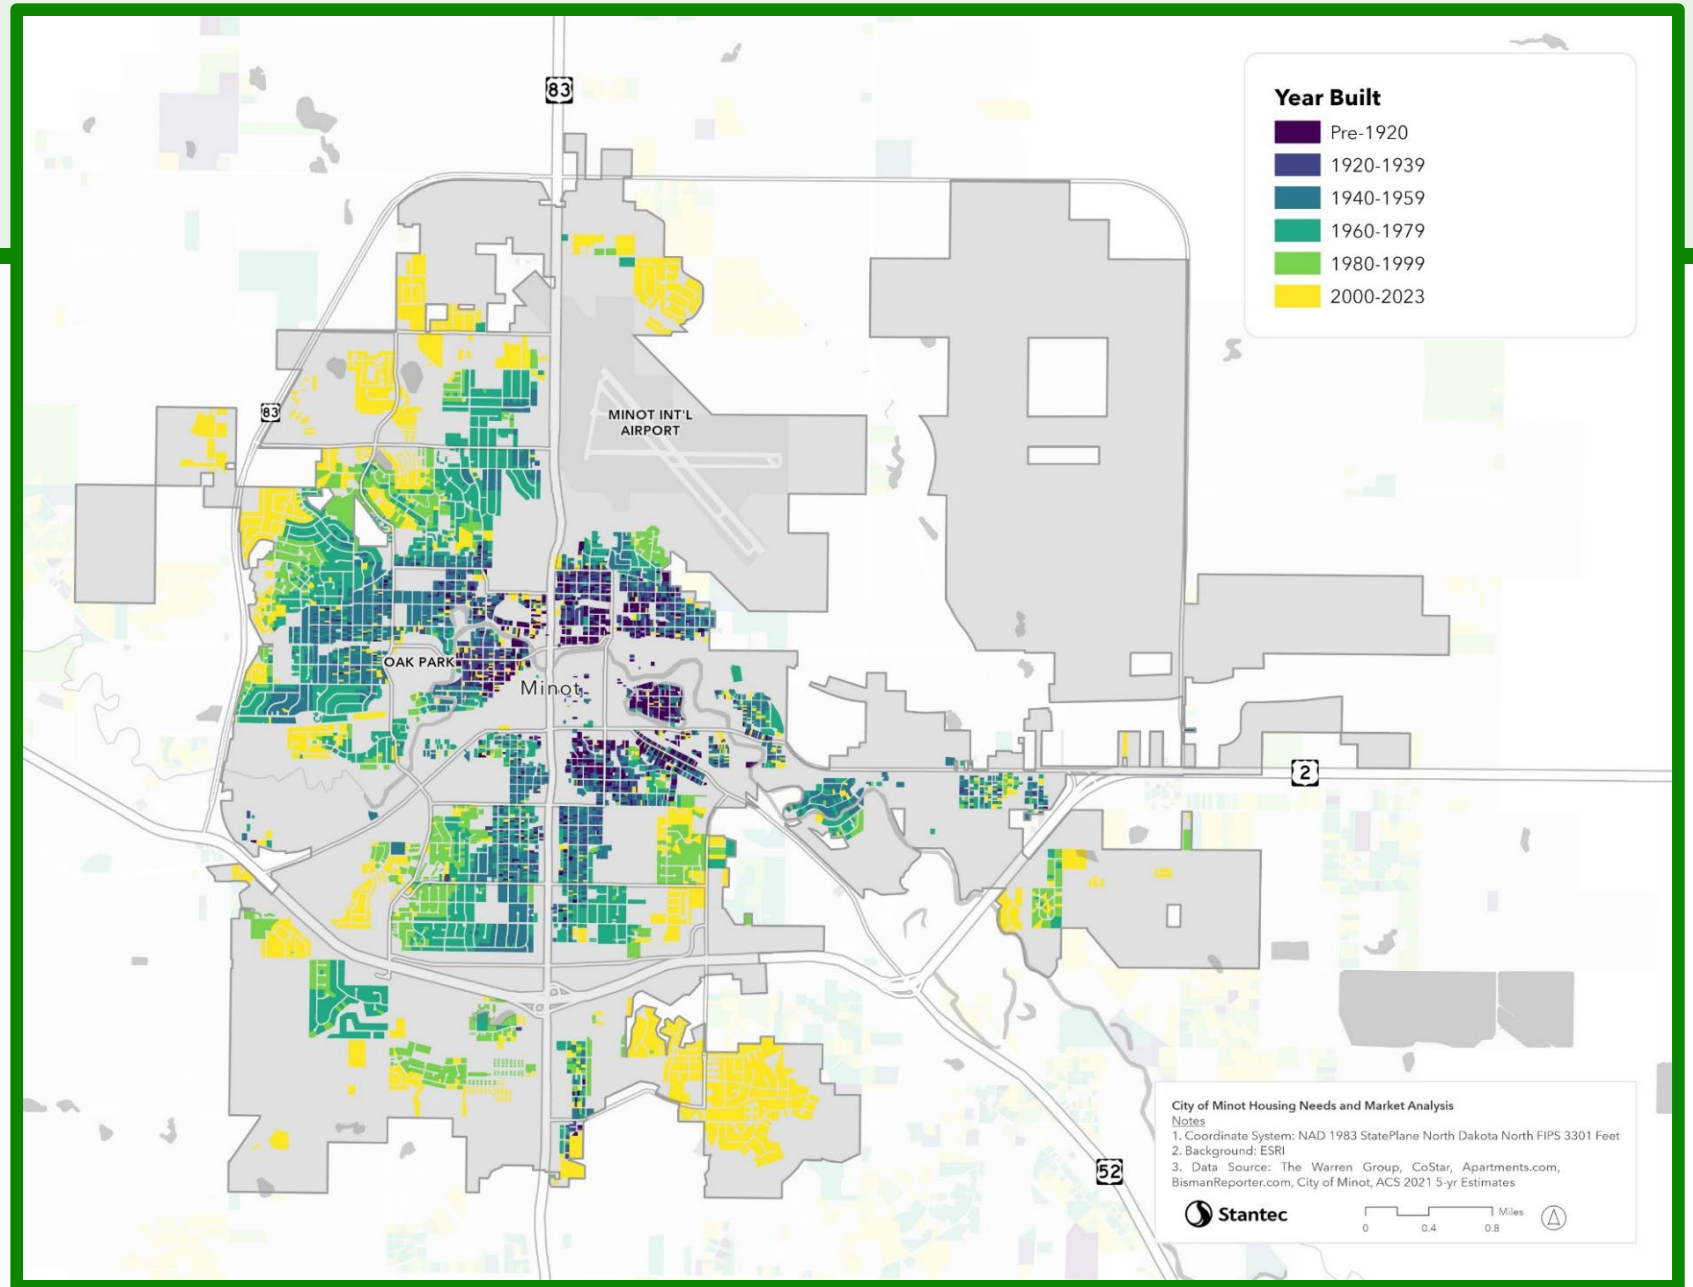 83
Year Built
Pre-1920
1920-1939
1940-1959
1960-1979
1980-1999
2000-2023
83
MINOT INT'L
AIRPORT
OAK PARK
Minot
2
52
City of Minot Housing Needs and Market Analysis
Notes
1. Coordinate System: NAD 1983 StatePlane North Dakota North FIPS 3301 Feet
2. Background: ESRI
3. Data Source: The Warren Group, CoStar, Apartments.com,
BismanReporter.com, City of Minot, ACS 2021 5-yr Estimates
Stantec
Miles
0 0.4 0.8